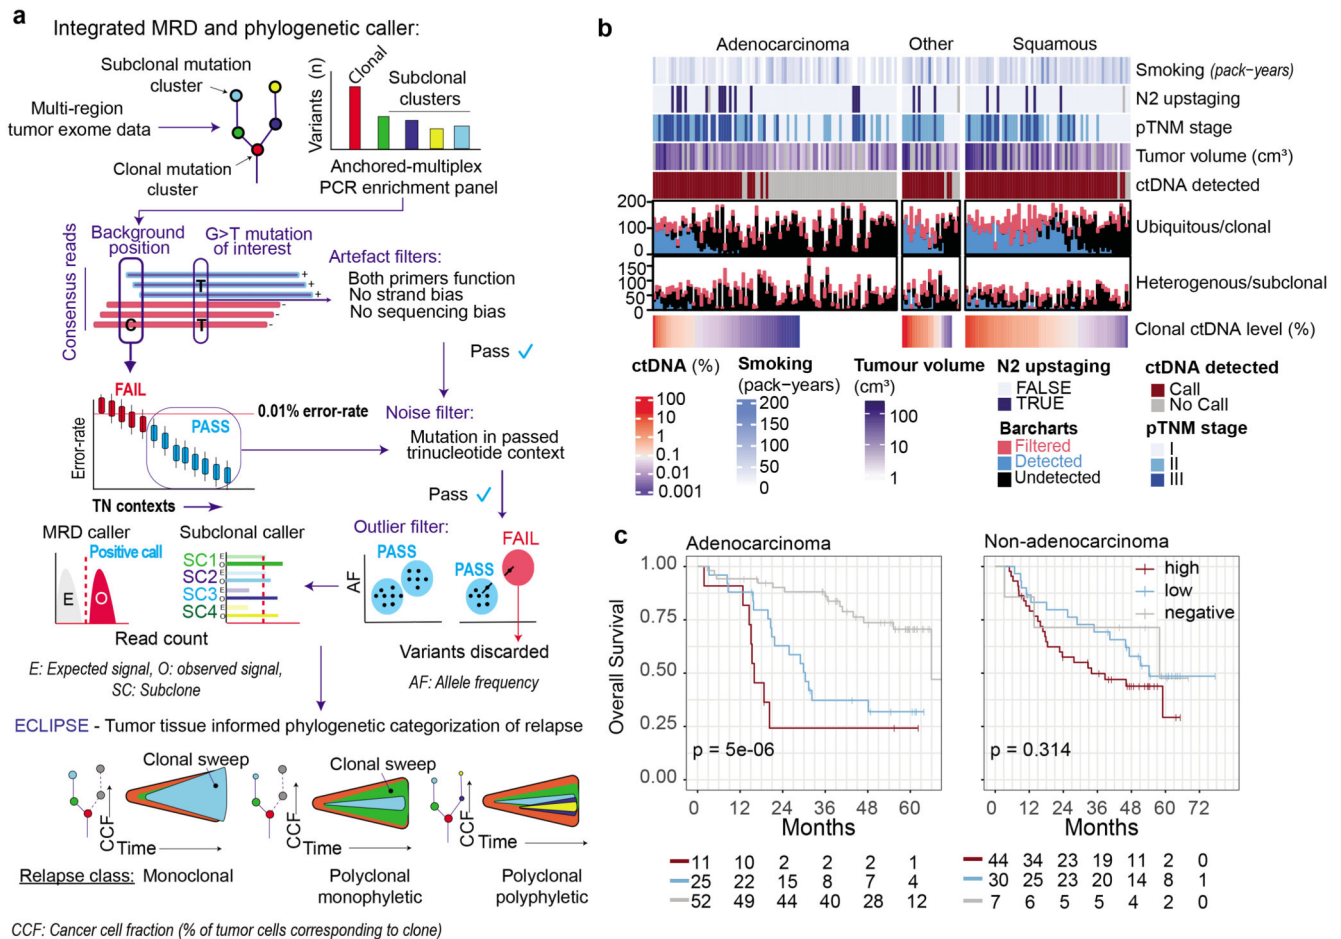 a
Integrated MRD and phylogenetic caller:
Subclonal mutation
cluster
Multi-region
tumor exome data
Clonal mutation
cluster
Variants (n)
Clonal
Subclonal
clusters
Anchored-multiplex
PCR enrichment panel
Consensus reads
Background
position
G>T mutation
of interest
+
+
T
+
-
-
C
T
-
Artefact filters:
Both primers function
No strand bias
No sequencing bias
Pass
FAIL
0.01% error-rate
PASS
Error-rate
TN contexts
Noise filter:
Mutation in passed
trinucleotide context
Pass
MRD caller
Positive call
E
O
Subclonal caller
SC1
E
O
SC2
E
O
SC3
E
O
SC4
E
O
Read count
Outlier filter:
AF
PASS
PASS
FAIL
Variants discarded
E: Expected signal, O: observed signal,
SC: Subclone
AF: Allele frequency
ECLIPSE - Tumor tissue informed phylogenetic categorization of relapse
Clonal sweep
CCF
Time
Clonal sweep
CCF
Time
CCF
Time
Relapse class:
Monoclonal
Polyclonal
monophyletic
Polyclonal
polyphyletic
CCF: Cancer cell fraction (% of tumor cells corresponding to clone)
b
Adenocarcinoma
Other
Squamous
Smoking (pack-years)
N2 upstaging
pTNM stage
Tumor volume (cm³)
ctDNA detected
200
100
0
Ubiquitous/clonal
150
100
50
0
Heterogenous/subclonal
Clonal ctDNA level (%)
ctDNA (%)
100
10
1
0.1
0.01
0.001
Smoking
(pack-years)
200
150
100
50
0
Tumour volume
(cm³)
100
10
1
N2 upstaging
FALSE
TRUE
Barcharts
Filtered
Detected
Undetected
ctDNA detected
Call
No Call
pTNM stage
I
II
III
c
Adenocarcinoma
Overall Survival
1.00
0.75
0.50
0.25
0.00
p = 5e-06
0 12 24 36 48 60
Months
11 10 2 2 2 1
25 22 15 8 7 4
52 49 44 40 28 12
Non-adenocarcinoma
high
low
negative
p = 0.314
0 12 24 36 48 60 72
Months
44 34 23 19 11 2 0
30 25 23 20 14 8 1
7 6 5 5 4 2 0